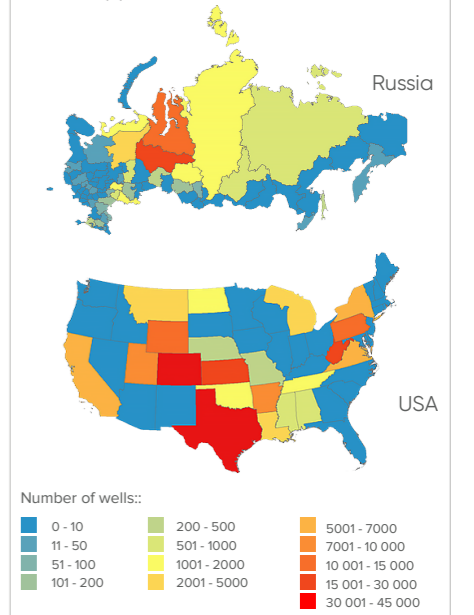 Russia
USA
Number of wells::
0 - 10
11 - 50
51 - 100
101 - 200
200 - 500
501 - 1000
1001 - 2000
2001 - 5000
5001 - 7000
7001 - 10 000
10 001 - 15 000
15 001 - 30 000
30 001 - 45 000